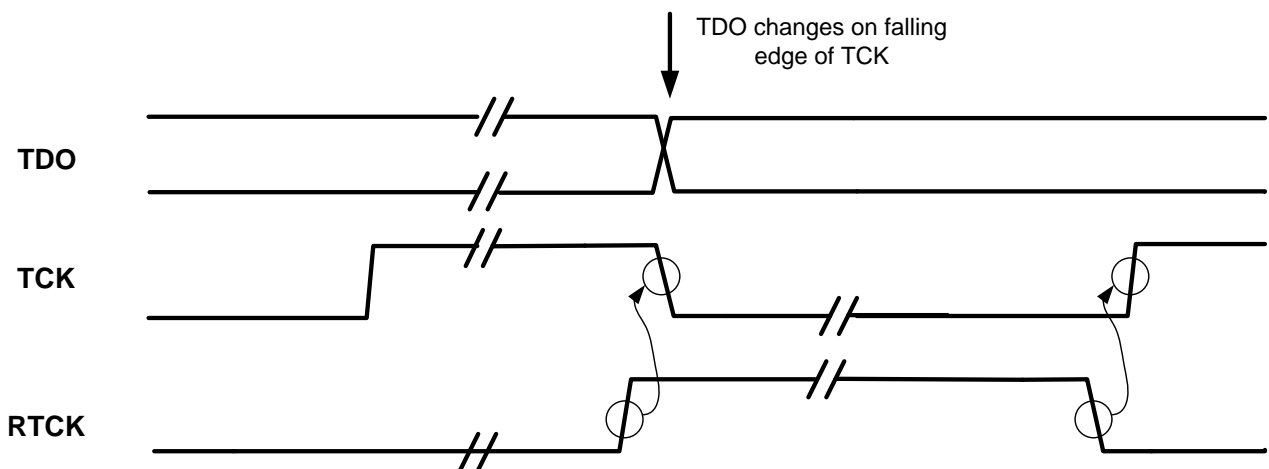 TDO changes on falling
edge of TCK
TDO
TCK
RTCK